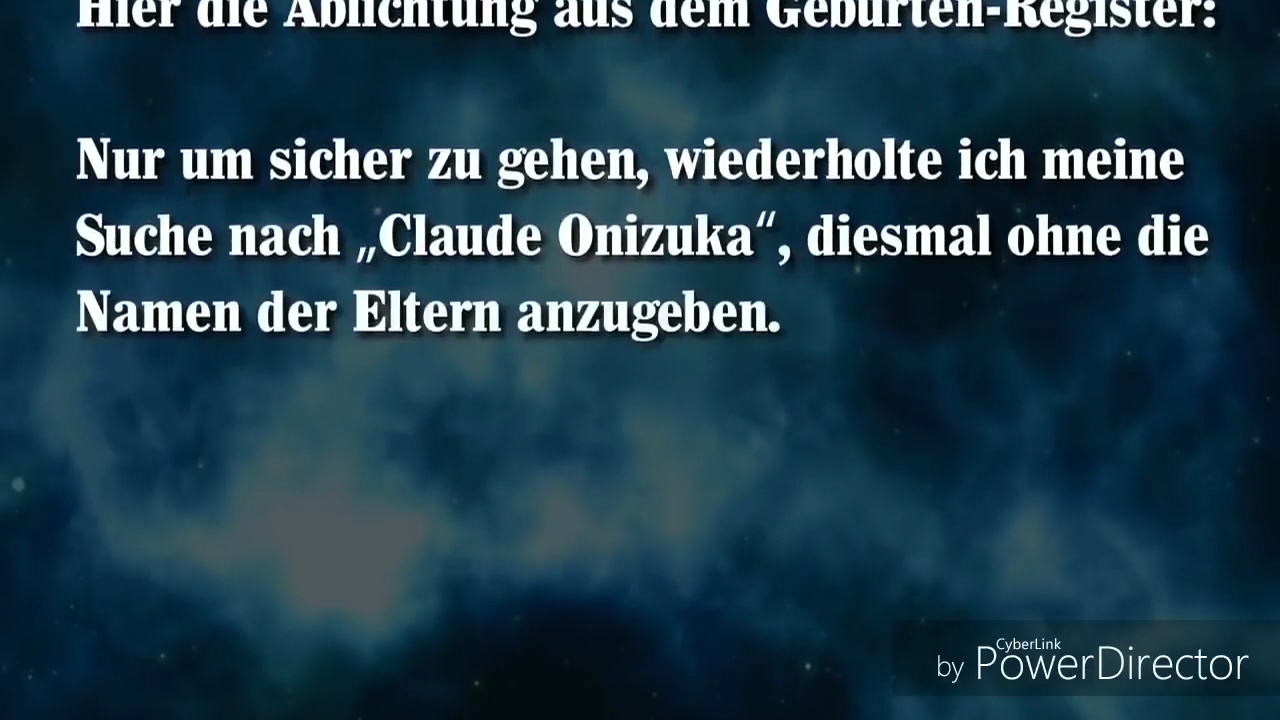 Hier die Ablichtung aus dem Geburten-Register:
Nur um sicher zu gehen, wiederholte ich meine
Suche nach „Claude Onizuka“, diesmal ohne die
Namen der Eltern anzugeben.
CyberLink
by PowerDirector